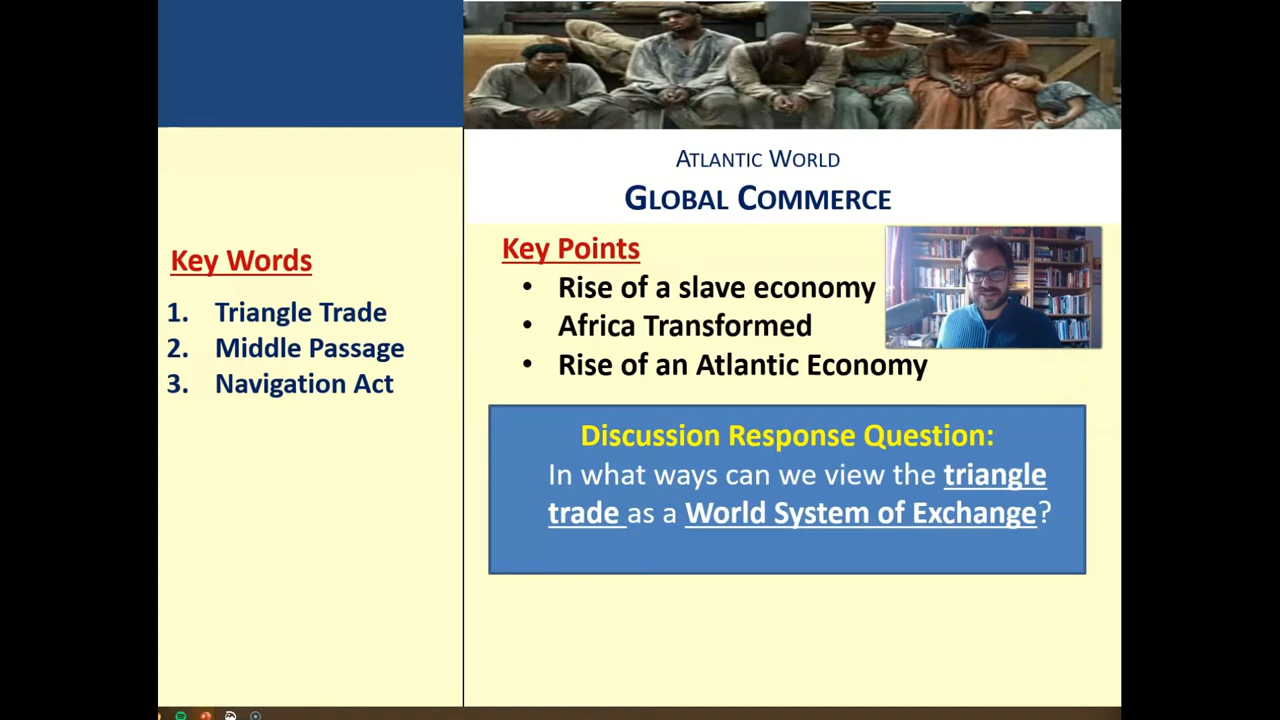 Atlantic World
Global Commerce
Key Words
1. Triangle Trade
2. Middle Passage
3. Navigation Act
Key Points
• Rise of a slave economy
• Africa Transformed
• Rise of an Atlantic Economy
Discussion Response Question:
In what ways can we view the triangle
trade as a World System of Exchange?